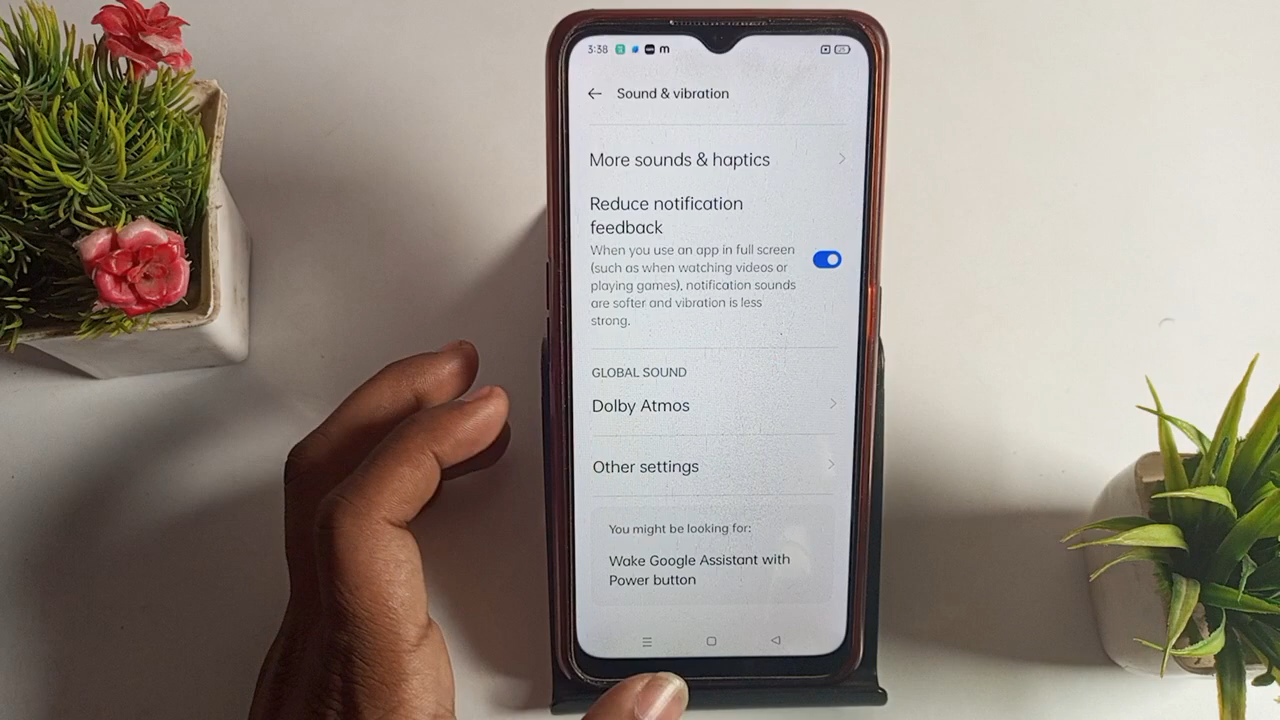 3:38 m
Sound & vibration
More sounds & haptics
Reduce notification
feedback
When you use an app in full screen
(such as when watching videos or
playing games), notification sounds
are softer and vibration is less
strong.
GLOBAL SOUND
Dolby Atmos
Other settings
You might be looking for:
Wake Google Assistant with
Power button